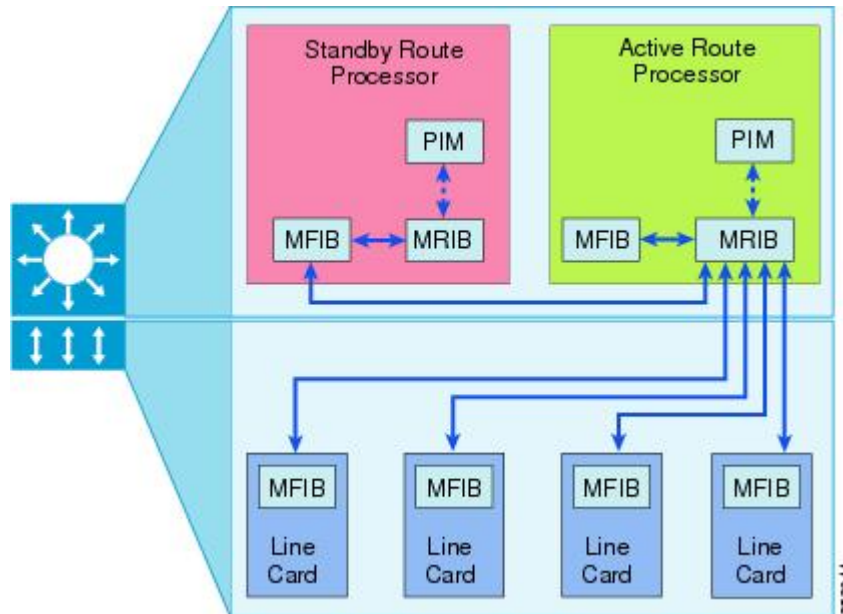 Standby Route
Processor
Active Route
Processor
PIM
PIM
MFIB
MRIB
MFIB
MRIB
MFIB
MFIB
MFIB
MFIB
Line
Card
Line
Card
Line
Card
Line
Card